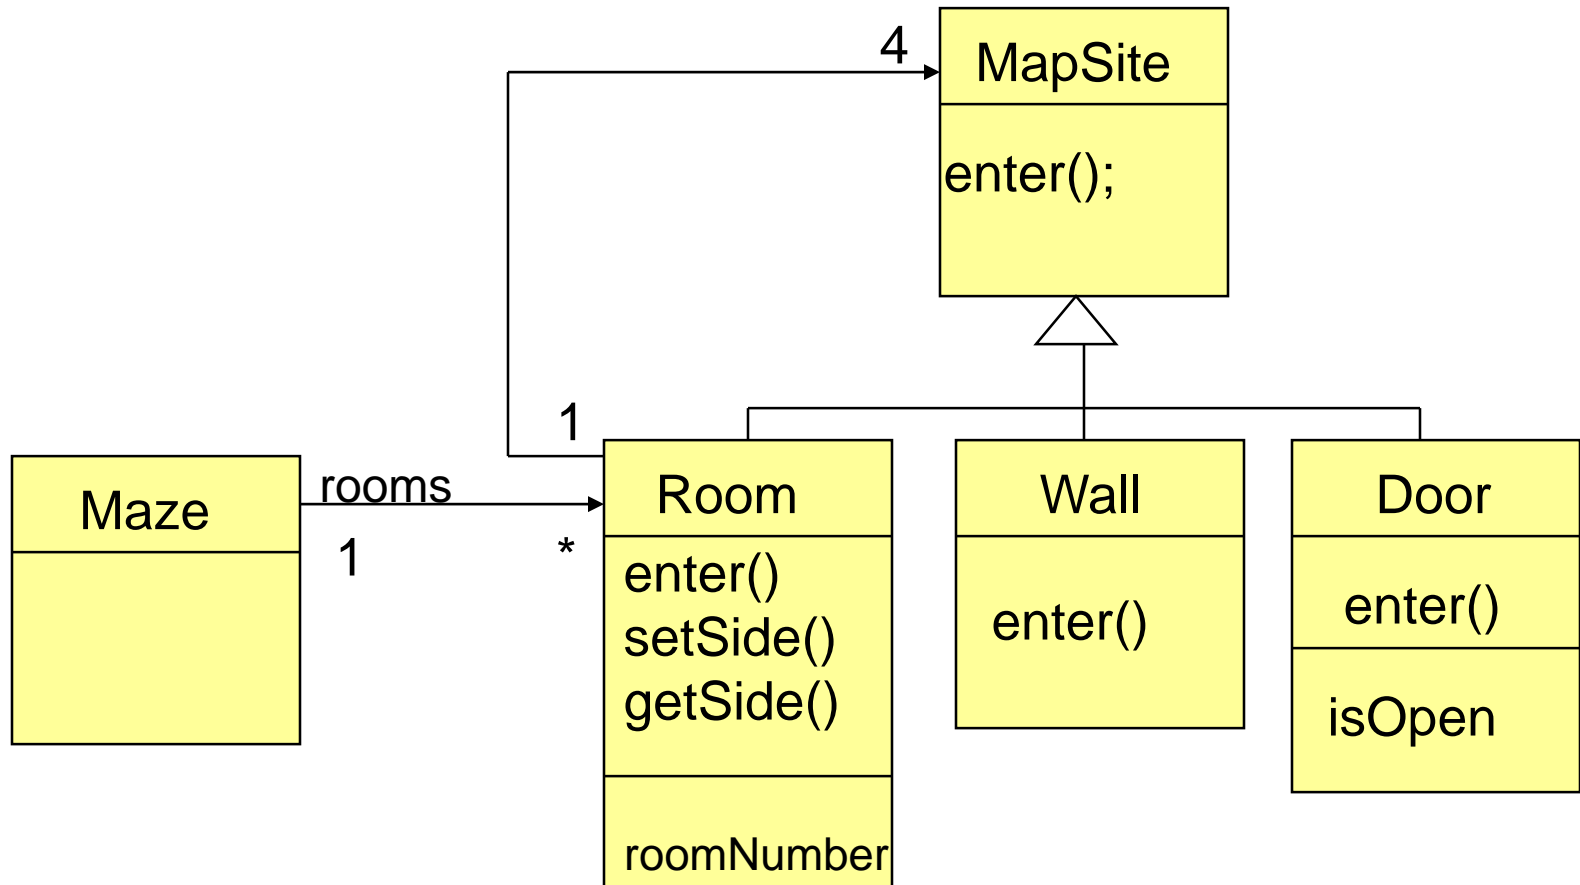 4
MapSite
enter();
1
rooms
Maze
1
*
Room
enter()
setSide()
getSide()
roomNumber
Wall
enter()
Door
enter()
isOpen